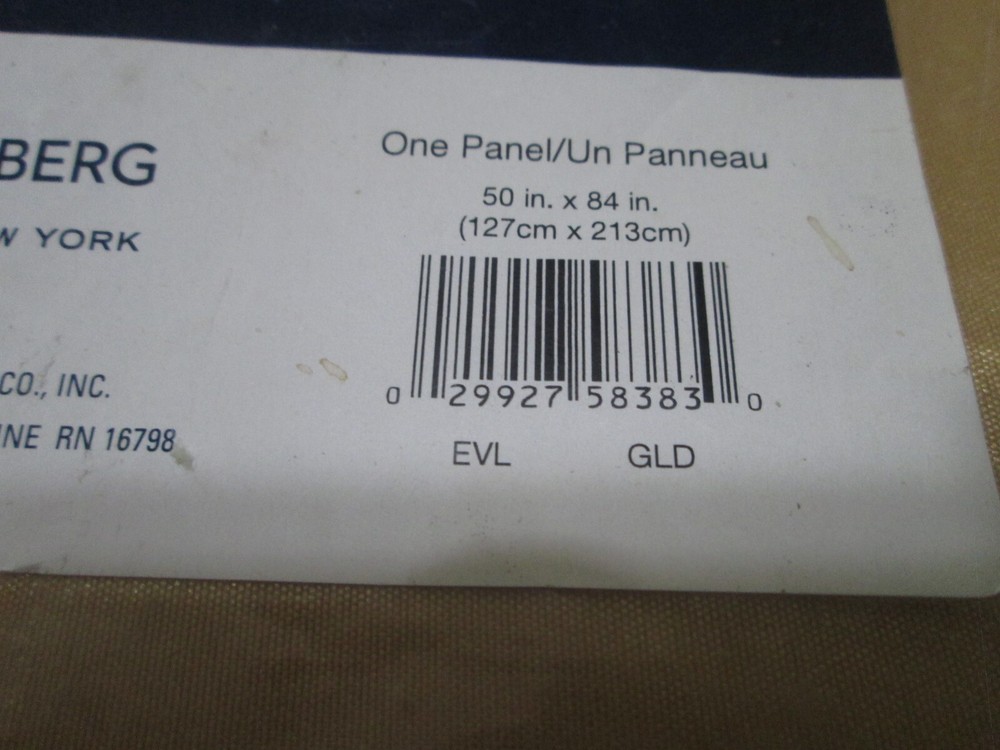 BERG
W YORK
CO., INC.
INE RN 16798
One Panel/Un Panneau
50 in. x 84 in.
(127cm x 213cm)
0 29927 58383 0
EVL GLD